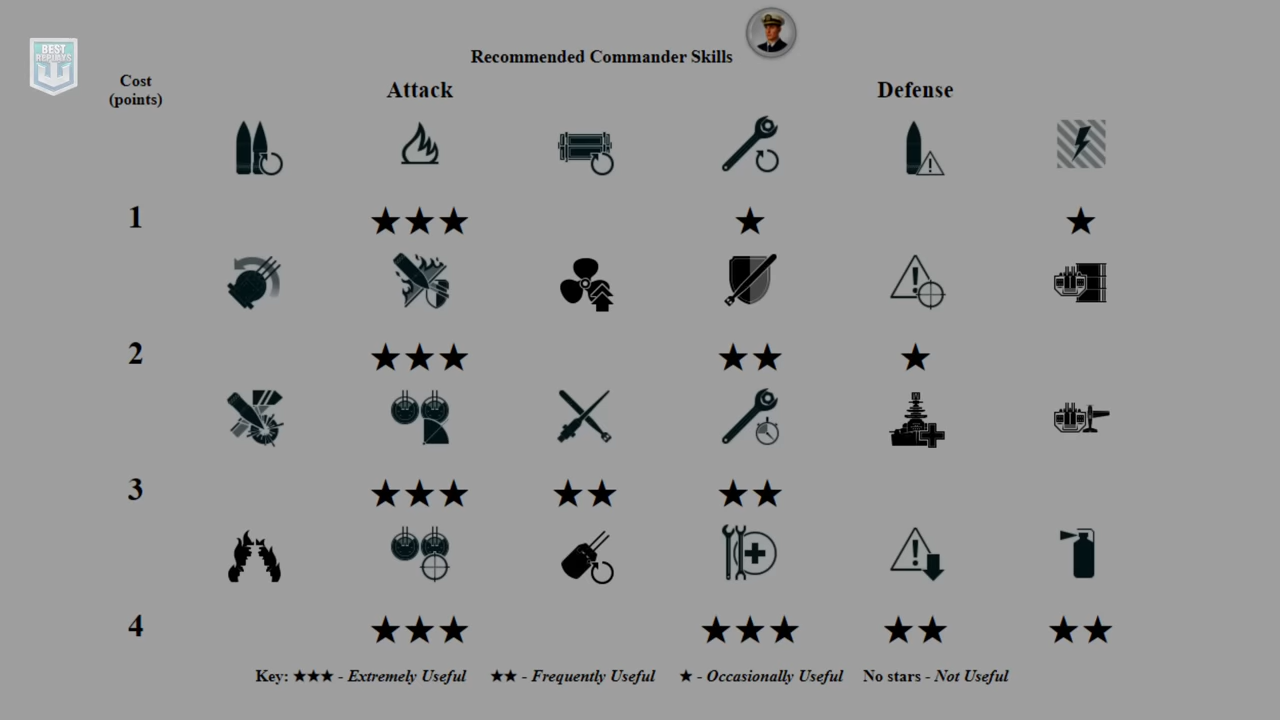 BEST
REPLAYS
Recommended Commander Skills
Cost
(points)
Attack
Defense
1
★★★ ★ ★
2
★★★ ★★ ★
3
★★★ ★★ ★★
4
★★★ ★★★ ★★ ★★
Key: ★★★ - Extremely Useful ★★ - Frequently Useful ★ - Occasionally Useful No stars - Not Useful